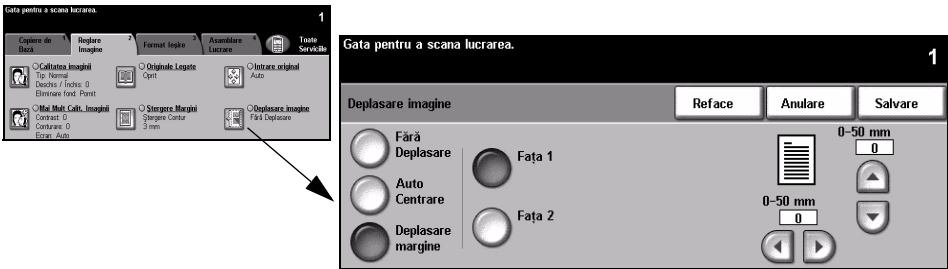 Gata pentru a scana lucrarea.
1
Copiere de Bază
1
Reglare Imagine
2
Format Ieşire
3
Asamblare Lucrare
4
Toate Serviciile
Calitatea imaginii
Tip: Normal
Deschis / Închis: 0
Eliminare fond: Pornit
Originale Legate
Oprit
Intrare original
Auto
Mai Mult Calit. Imaginii
Contrast: 0
Conturare: 0
Ecran: Auto
Ştergere Margini
Ştergere Contur
3 mm
Deplasare imagine
Fără Deplasare
Gata pentru a scana lucrarea.
1
Deplasare imagine
Reface
Anulare
Salvare
Fără
Deplasare
Auto
Centrare
Deplasare
margine
Faţa 1
Faţa 2
0-50 mm
0
0-50 mm
0